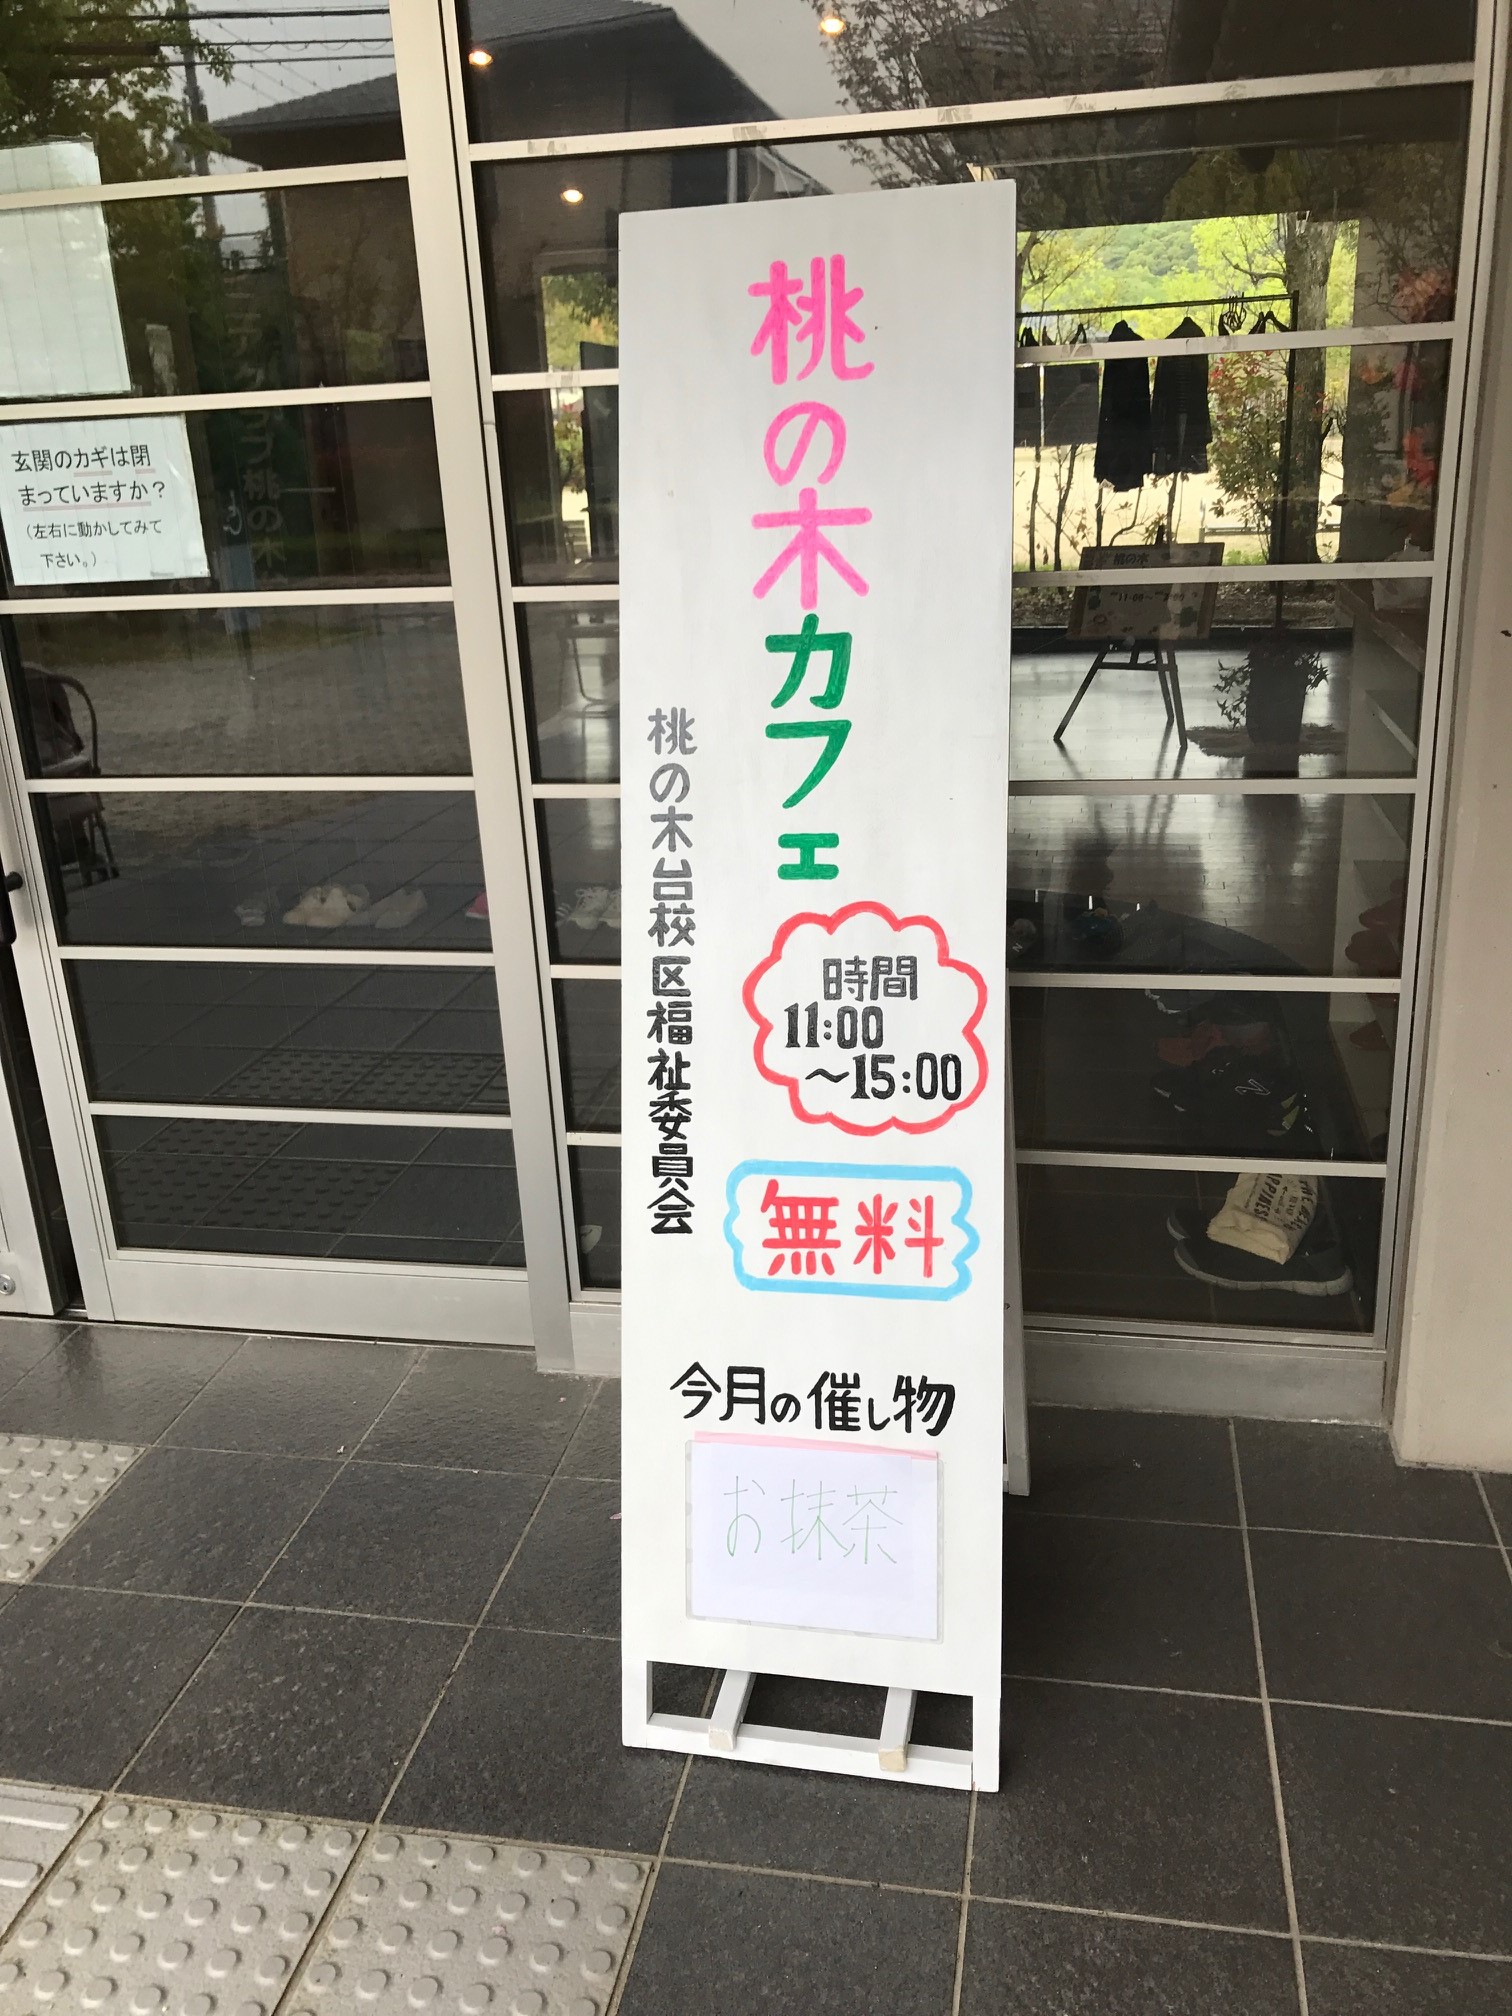 桃の木カフェ
桃の木台校区福祉委員会
時間
11:00
～15:00
無料
今月の催し物
お抹茶
玄関のカギは閉
まっていますか？
（左右に動かしてみて
下さい。）
桃の木